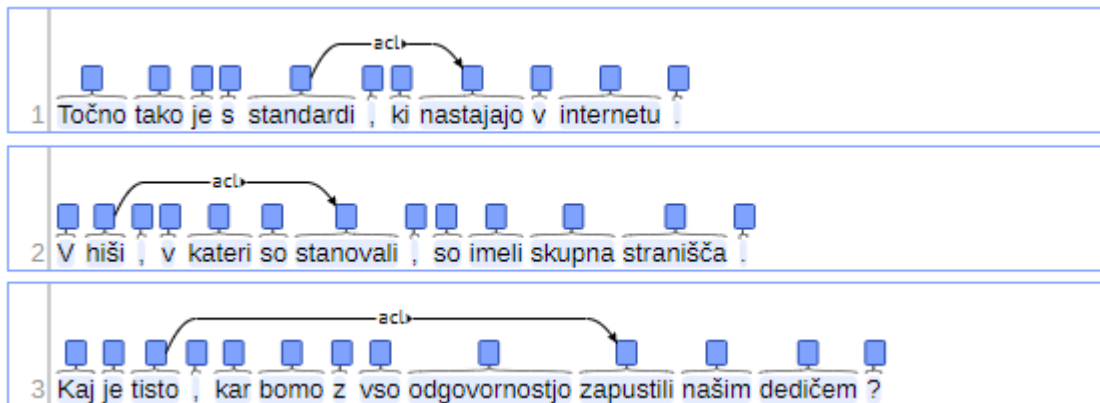 acl
1 Točno tako je s standardi , ki nastajajo v internetu .
acl
2 V hiši , v kateri so stanovali , so imeli skupna stranišča .
acl
3 Kaj je tisto , kar bomo z vso odgovornostjo zapustili našim dedičem ?